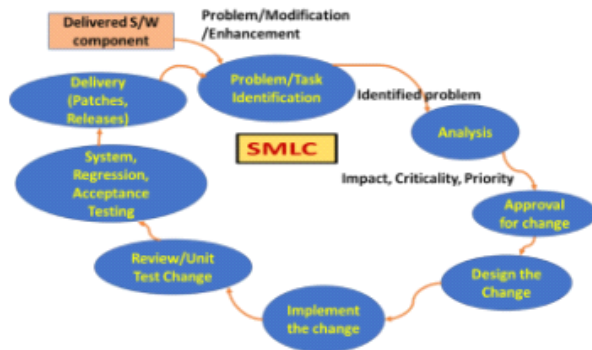 Delivered S/W
component
Problem/Modification
/Enhancement
Problem/Task
Identification
Identified problem
Analysis
Impact, Criticality, Priority
Approval
for change
Design the
Change
Implement
the change
Review/Unit
Test Change
System,
Regression,
Acceptance
Testing
Delivery
(Patches,
Releases)
SMLC